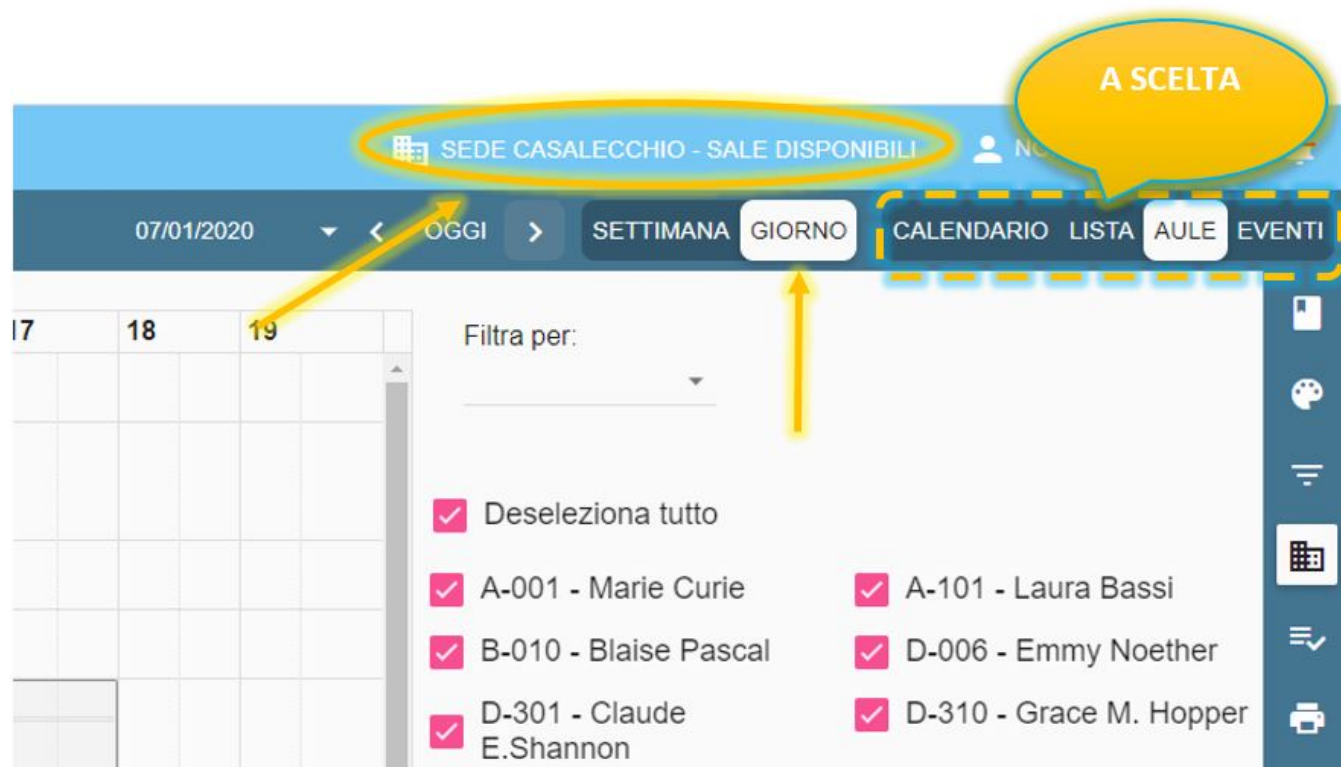 A SCELTA
SEDE CASALECCHIO - SALE DISPONIBILI
07/01/2020 OGGI SETTIMANA GIORNO CALENDARIO LISTA AULE EVENTI
17 18 19
Filtra per:
Deseleziona tutto
A-001 - Marie Curie A-101 - Laura Bassi
B-010 - Blaise Pascal D-006 - Emmy Noether
D-301 - Claude D-310 - Grace M. Hopper
E.Shannon